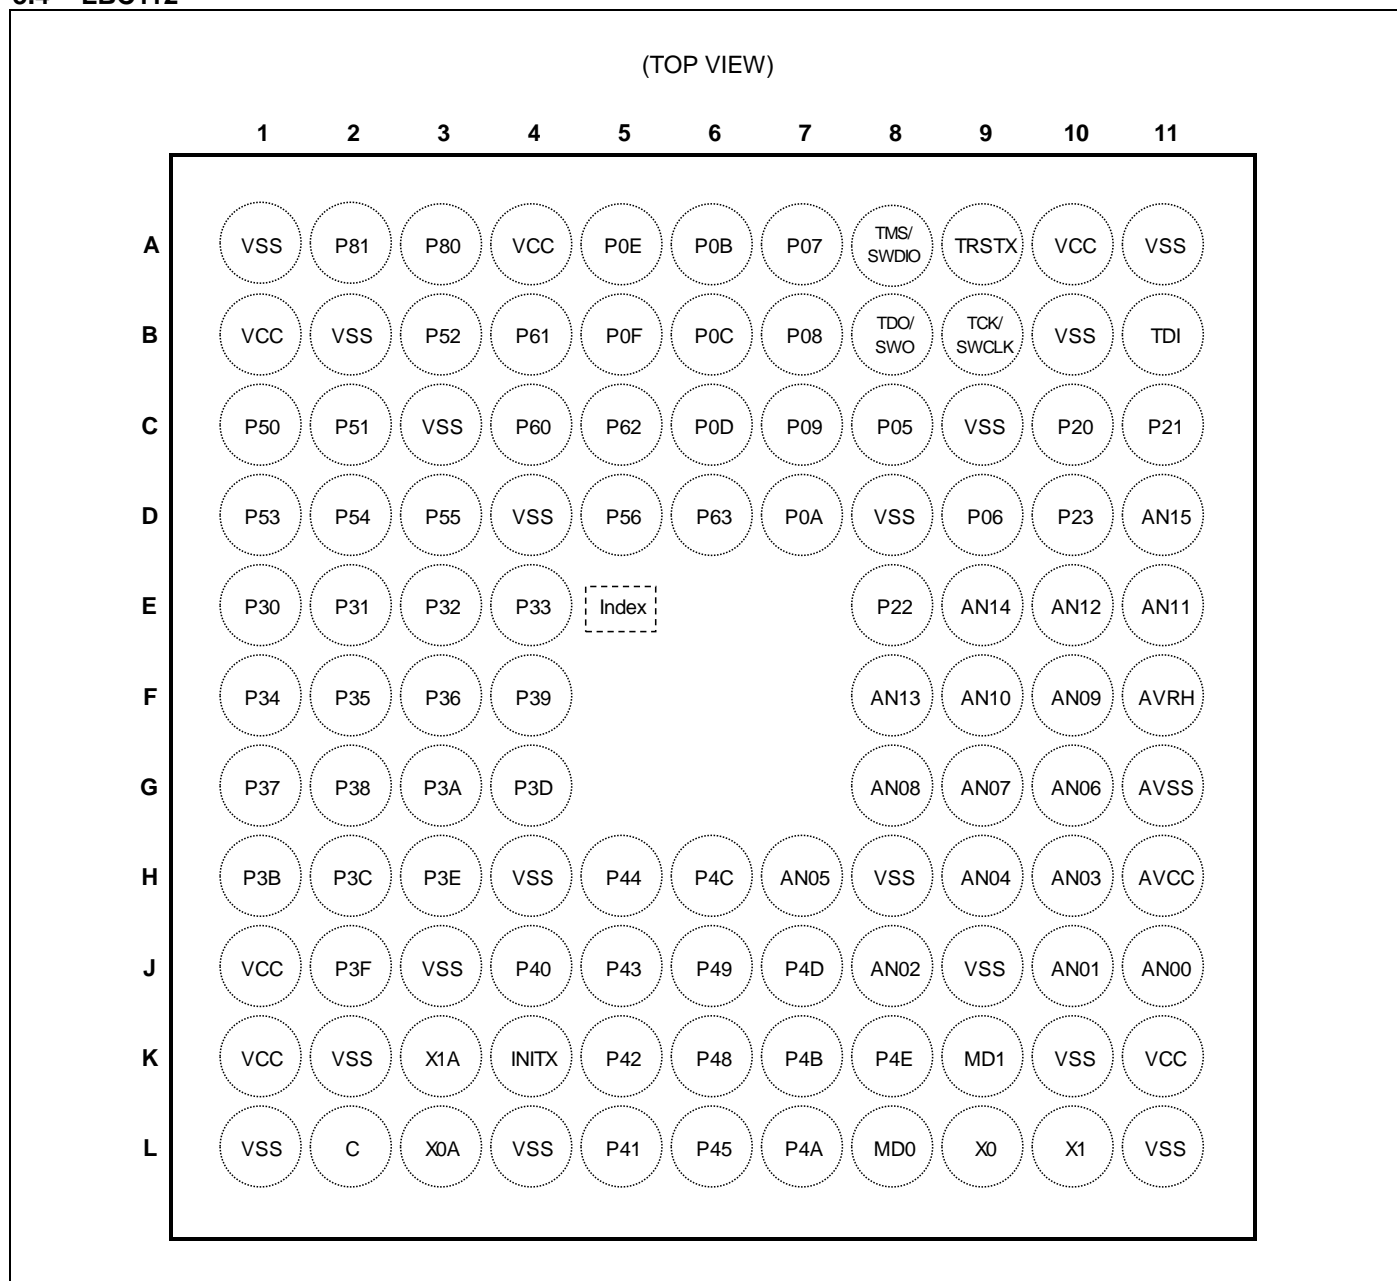 (TOP VIEW)
1 2 3 4 5 6 7 8 9 10 11
A VSS P81 P80 VCC P0E P0B P07 TMS/ SWDIO TRSTX VCC VSS
B VCC VSS P52 P61 P0F P0C P08 TDO/ SWO TCK/ SWCLK VSS TDI
C P50 P51 VSS P60 P62 P0D P09 P05 VSS P20 P21
D P53 P54 P55 VSS P56 P63 P0A VSS P06 P23 AN15
E P30 P31 P32 P33 Index P22 AN14 AN12 AN11
F P34 P35 P36 P39 AN13 AN10 AN09 AVRH
G P37 P38 P3A P3D AN08 AN07 AN06 AVSS
H P3B P3C P3E VSS P44 P4C AN05 VSS AN04 AN03 AVCC
J VCC P3F VSS P40 P43 P49 P4D AN02 VSS AN01 AN00
K VCC VSS X1A INITX P42 P48 P4B P4E MD1 VSS VCC
L VSS C X0A VSS P41 P45 P4A MD0 X0 X1 VSS